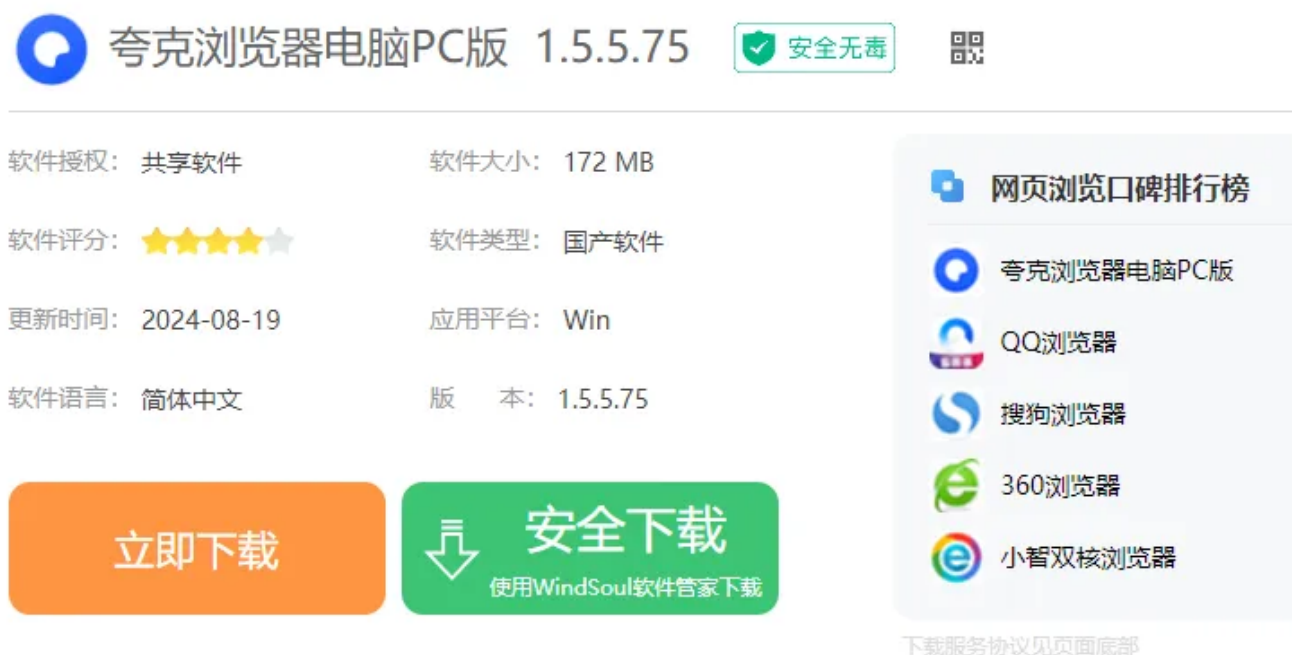 夸克浏览器电脑PC版 1.5.5.75 安全无毒
软件授权： 共享软件 软件大小： 172 MB
软件评分： 软件类型： 国产软件
更新时间： 2024-08-19 应用平台： Win
软件语言： 简体中文 版 本： 1.5.5.75
立即下载
安全下载
使用WindSoul软件管家下载
网页浏览口碑排行榜
夸克浏览器电脑PC版
QQ浏览器
搜狗浏览器
360浏览器
小智双核浏览器
下载服务协议见页面底部